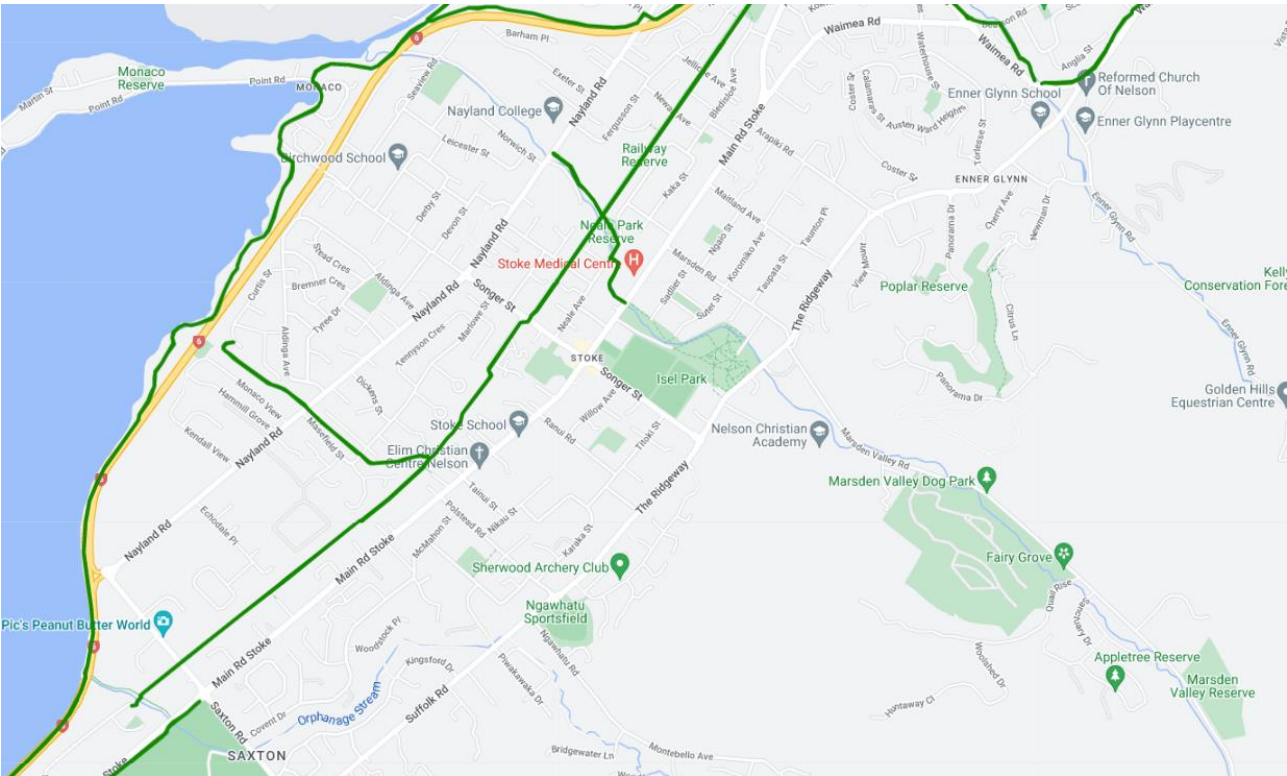 Barham Pl
Waimea Rd
Monaco
Reserve
Point Rd
MONACO
Martin St
Point Rd
Seaview Rd
Exeter St
Nayland Rd
Jellicoe Ave
Bledisloe Ave
Coster St
Calamaras St
Waterhouse St
Waimea Rd
Anglia St
Reformed Church
Of Nelson
Nayland College
Fergusson St
Enner Glynn School
Enner Glynn Playcentre
Austen Ward Heights
Main Rd Stoke
Arapiki Rd
Norwich St
Leicester St
Railway
Reserve
Birchwood School
Torlesse St
Coster St
ENNER GLYNN
Kaka St
Maitland Ave
Derby St
Devon St
Enner Glynn Rd
Cherry Ave
Newman Dr
Panorama Dr
Taunton Pl
Ngaio St
Koromiko Ave
Neale Park
Reserve
Nayland Rd
Stoke Medical Centr
Marsden Rd
Taupata St
View Mount
Stead Cres
Bremner Cres
Aldinga Ave
Curtis St
Songer St
Nayland Rd
Sadlier St
Suter St
The Ridgeway
Poplar Reserve
Citrus Ln
Kelly
Conservation Fore
Tyree Dr
Marlowe St
Neale Ave
Tennyson Cres
Enner Glynn Rd
6
6
Aldinga Ave
STOKE
Isel Park
Songer St
Panorama Dr
Golden Hills
Equestrian Centre
Monaco View
Hammill Grove
Dickens St
Willow Ave
Stoke School
Ranui Rd
Titoki St
Nelson Christian
Academy
Kendall View
Nayland Rd
Massfield St
Elim Christian
Centre Nelson
Marsden Valley Rd
Marsden Valley Dog Park
Tainui St
The Ridgeway
Polstead Rd
Nikau St
McMahon St
Karaka St
Echodale Pl
Nayland Rd
Main Rd Stoke
Sherwood Archery Club
Fairy Grove
Quail Rise
Sanctuary Dr
Ngawhatu
Sportsfield
Pic's Peanut Butter World
Woodstock Pl
Ngawhatu Rd
Kingsford Dr
Piwakawaka Dr
Woolshed Dr
Appletree Reserve
Marsden
Valley Reserve
Main Rd Stoke
Suffolk Rd
Orphanage Stream
Covent Dr
Saxton Rd
Huntaway Cl
SAXTON
Bridgewater Ln
Montebello Ave
Stoke